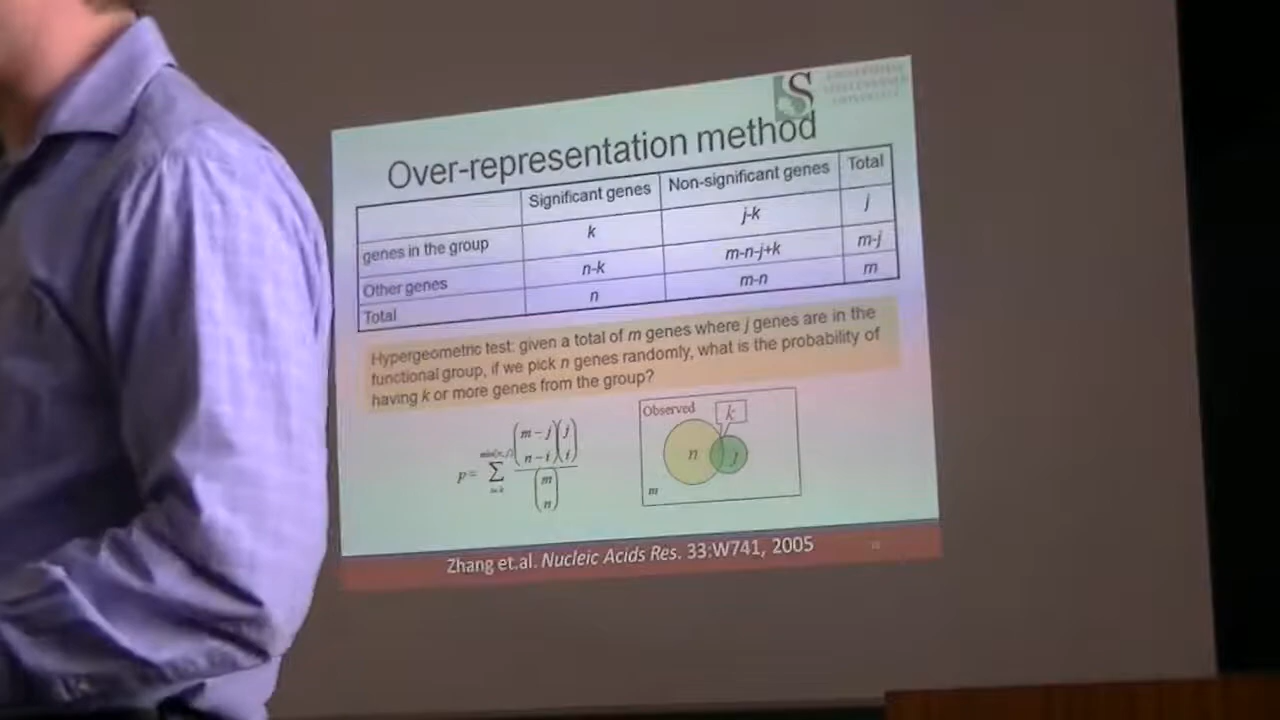 S
Over-representation method
Significant genes Non-significant genes Total
genes in the group k j-k j
Other genes n-k m-n-j+k m-j
Total n m-n m
Hypergeometric test: given a total of m genes where j genes are in the
functional group, if we pick n genes randomly, what is the probability of
having k or more genes from the group?
Observed k
n j
m
p = ∑ (m – j) (j)
n – i i
m
n
Zhang et.al. Nucleic Acids Res. 33:W741, 2005